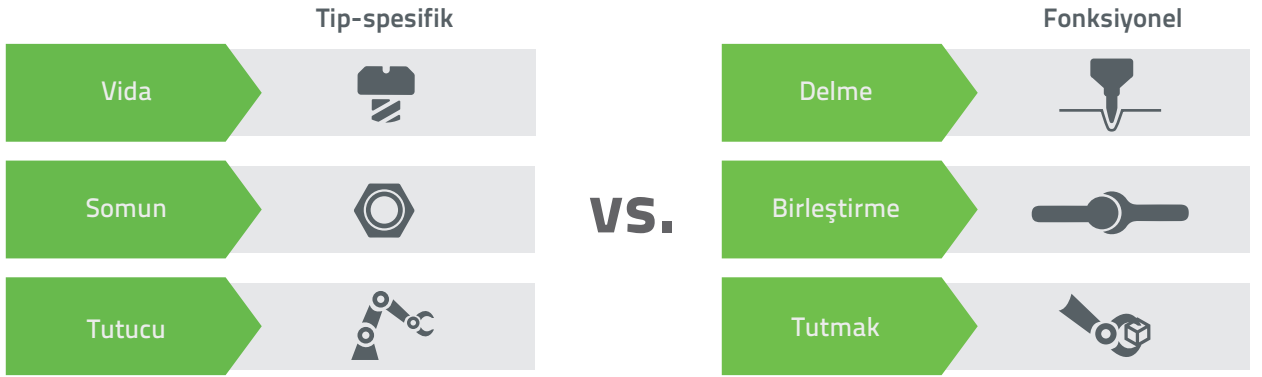 Tip-spesifik
Fonksiyonel
Vida
Delme
Somun
vs.
Birleştirme
Tutucu
Tutmak